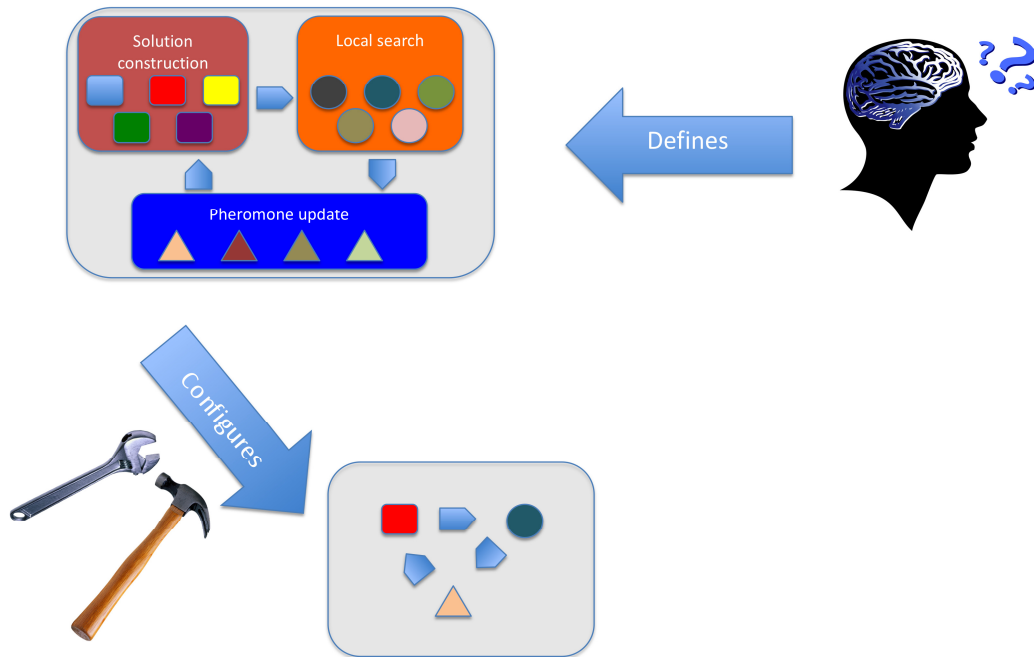 Solution
construction
Local search
Defines
Pheromone update
Configures